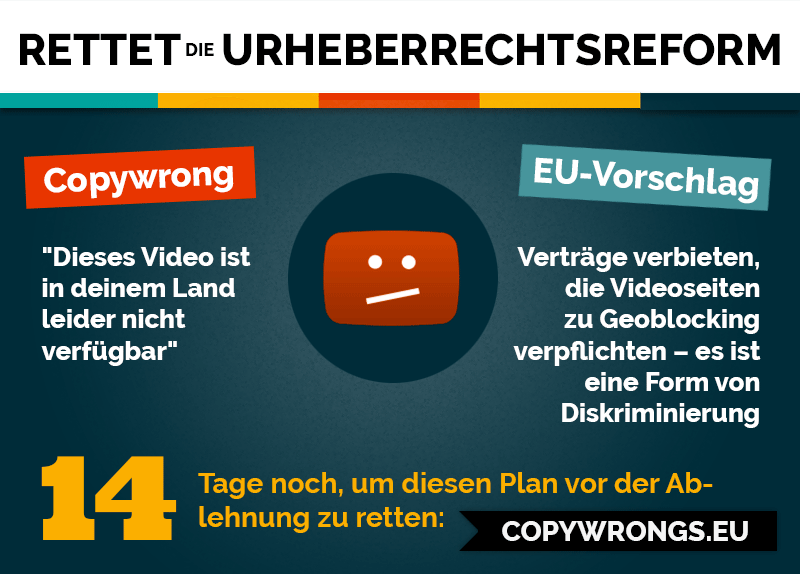 RETTET DIE URHEBERRECHTSREFORM
Copywrong
"Dieses Video ist
in deinem Land
leider nicht
verfügbar"
EU-Vorschlag
Verträge verbieten,
die Videoseiten
zu Geoblocking
verpflichten – es ist
eine Form von
Diskriminierung
14
Tage noch, um diesen Plan vor der Ab-
lehnung zu retten:
COPYWRONGS.EU